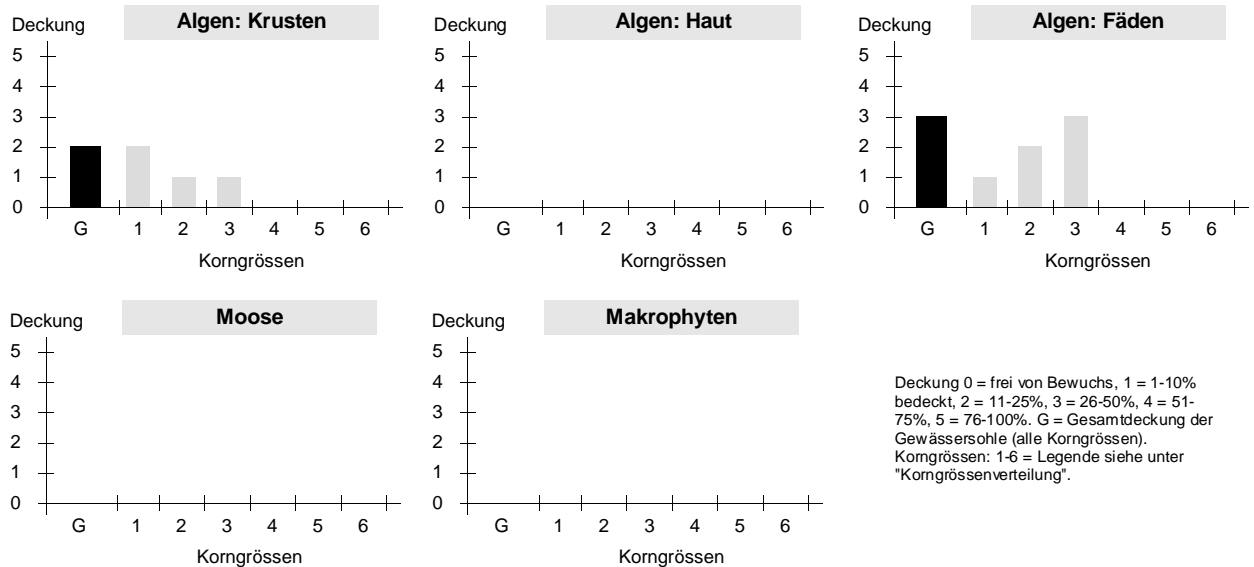 Algen: Krusten
Deckung
5
4
3
2
1
0
G 1 2 3 4 5 6
Korngrössen
Algen: Haut
Deckung
5
4
3
2
1
0
G 1 2 3 4 5 6
Korngrössen
Algen: Fäden
Deckung
5
4
3
2
1
0
G 1 2 3 4 5 6
Korngrössen
Moose
Deckung
5
4
3
2
1
0
G 1 2 3 4 5 6
Korngrössen
Makrophyten
Deckung
5
4
3
2
1
0
G 1 2 3 4 5 6
Korngrössen
Deckung 0 = frei von Bewuchs, 1 = 1-10%
bedeckt, 2 = 11-25%, 3 = 26-50%, 4 = 51-
75%, 5 = 76-100%. G = Gesamtdeckung der
Gewässersohle (alle Korngrössen).
Korngrössen: 1-6 = Legende siehe unter
"Korngrössenverteilung".